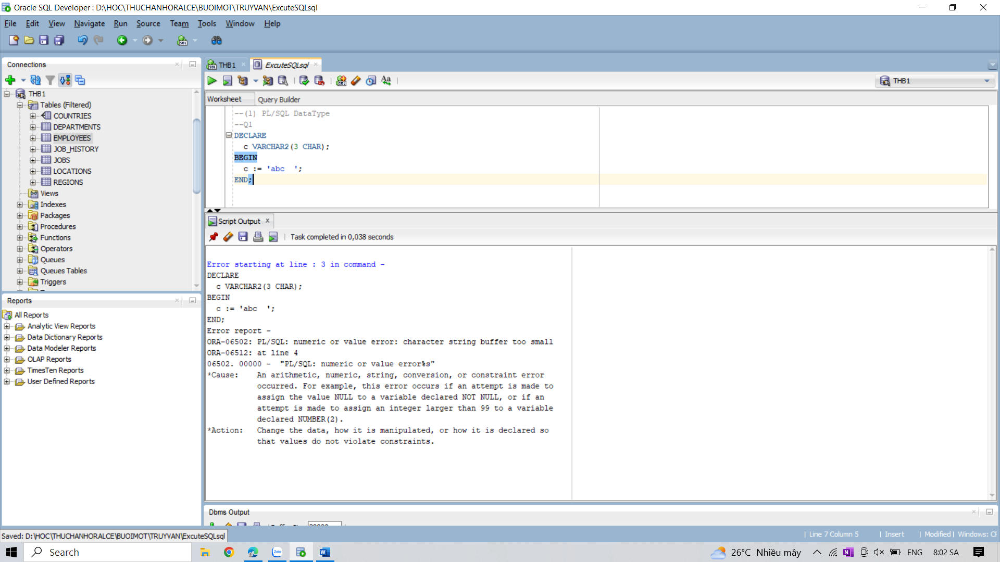 Oracle SQL Developer : D:\HOC\THUCHANHORALCE\BUOIMOT\TRUYVAN\ExcuteSQLsql
File Edit View Navigate Run Source Team Tools Window Help
Connections
THB1
Tables (Filtered)
COUNTRIES
DEPARTMENTS
EMPLOYEES
JOB_HISTORY
JOBS
LOCATIONS
REGIONS
Views
Indexes
Packages
Procedures
Functions
Operators
Queues
Queues Tables
Triggers
Reports
All Reports
Analytic View Reports
Data Dictionary Reports
Data Modeler Reports
OLAP Reports
TimesTen Reports
User Defined Reports
THB1 ExcuteSQLsql
THB1
Worksheet Query Builder
--(1) PL/SQL DataType
--Q1
DECLARE
  c VARCHAR2(3 CHAR);
BEGIN
  c := 'abc  ';
END;
Script Output
Task completed in 0,038 seconds
Error starting at line : 3 in command -
DECLARE
  c VARCHAR2(3 CHAR);
BEGIN
  c := 'abc  ';
END;
Error report -
ORA-06502: PL/SQL: numeric or value error: character string buffer too small
ORA-06512: at line 4
06502. 00000 -  "PL/SQL: numeric or value error%s"
*Cause:    An arithmetic, numeric, string, conversion, or constraint error
           occurred. For example, this error occurs if an attempt is made to
           assign the value NULL to a variable declared NOT NULL, or if an
           attempt is made to assign an integer larger than 99 to a variable
           declared NUMBER(2).
*Action:   Change the data, how it is manipulated, or how it is declared so
           that values do not violate constraints.
Dbms Output
Saved: D:\HOC\THUCHANHORALCE\BUOIMOT\TRUYVAN\ExcuteSQLsql
| Line 7 Column 5 | Insert | Modified | Windows:
Search
26°C Nhiều mây ENG 8:02 SA